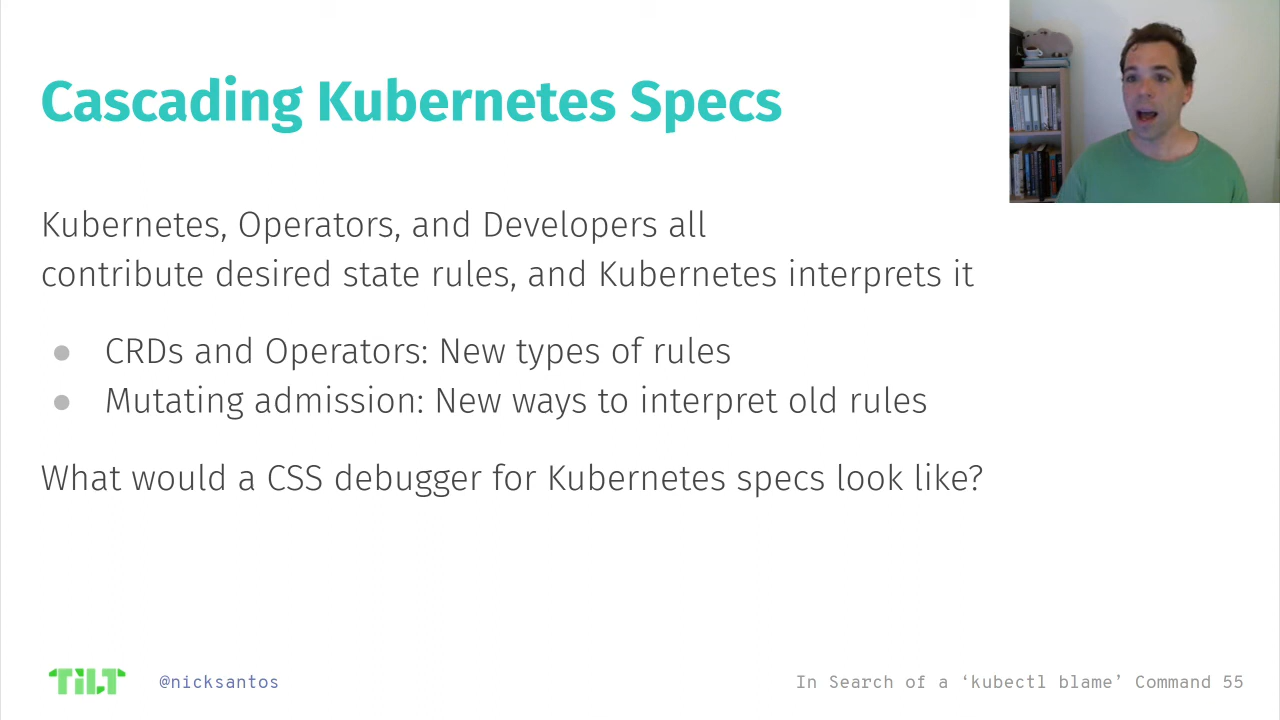 Cascading Kubernetes Specs
Kubernetes, Operators, and Developers all
contribute desired state rules, and Kubernetes interprets it
● CRDs and Operators: New types of rules
● Mutating admission: New ways to interpret old rules
What would a CSS debugger for Kubernetes specs look like?
TILT
@nicksantos
In Search of a ‘kubectl blame’ Command 55